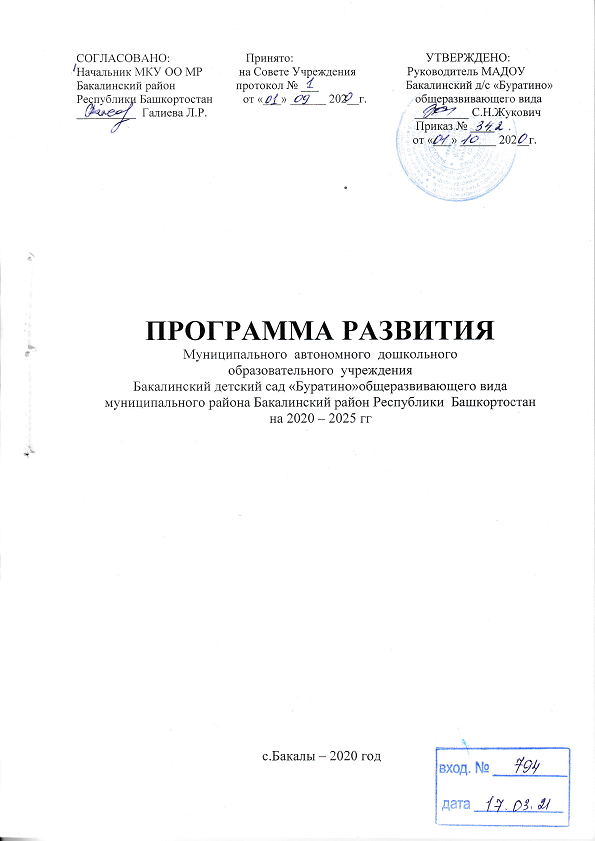 СОГЛАСОВАНО:
Начальник МКУ ОО МР
Бакалинский район
Республики Башкортостан
__________ Галиева Л.Р.
Принято:
на Совете Учреждения
протокол № 1
от «01» 09 2020 г.
УТВЕРЖДЕНО:
Руководитель МАДОУ
Бакалинский д/с «Буратино»
общеразвивающего вида
_________ С.Н.Жукович
Приказ № 342 .
от «01» 10 2020 г.
ПРОГРАММА РАЗВИТИЯ
Муниципального автономного дошкольного
образовательного учреждения
Бакалинский детский сад «Буратино»общеразвивающего вида
муниципального района Бакалинский район Республики Башкортостан
на 2020 – 2025 гг
с.Бакалы – 2020 год
вход. № 794
дата 17.03.21